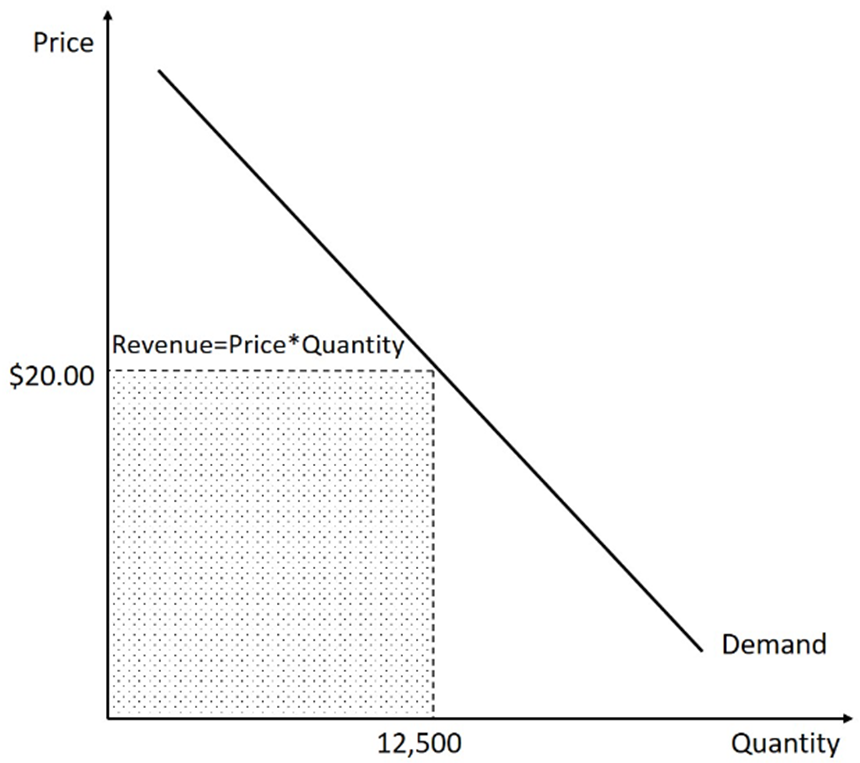 Price
Revenue=Price*Quantity
$20.00
Demand
12,500
Quantity